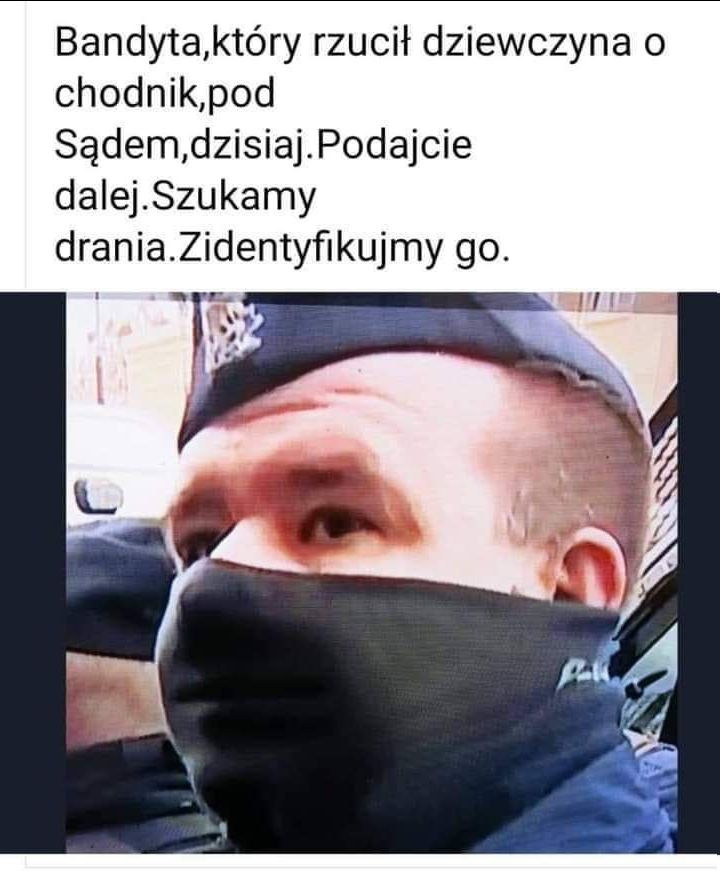 Bandyta,który rzucił dziewczyna o
chodnik,pod
Sądem,dzisiaj.Podajcie
dalej.Szukamy
drania.Zidentyfikujmy go.